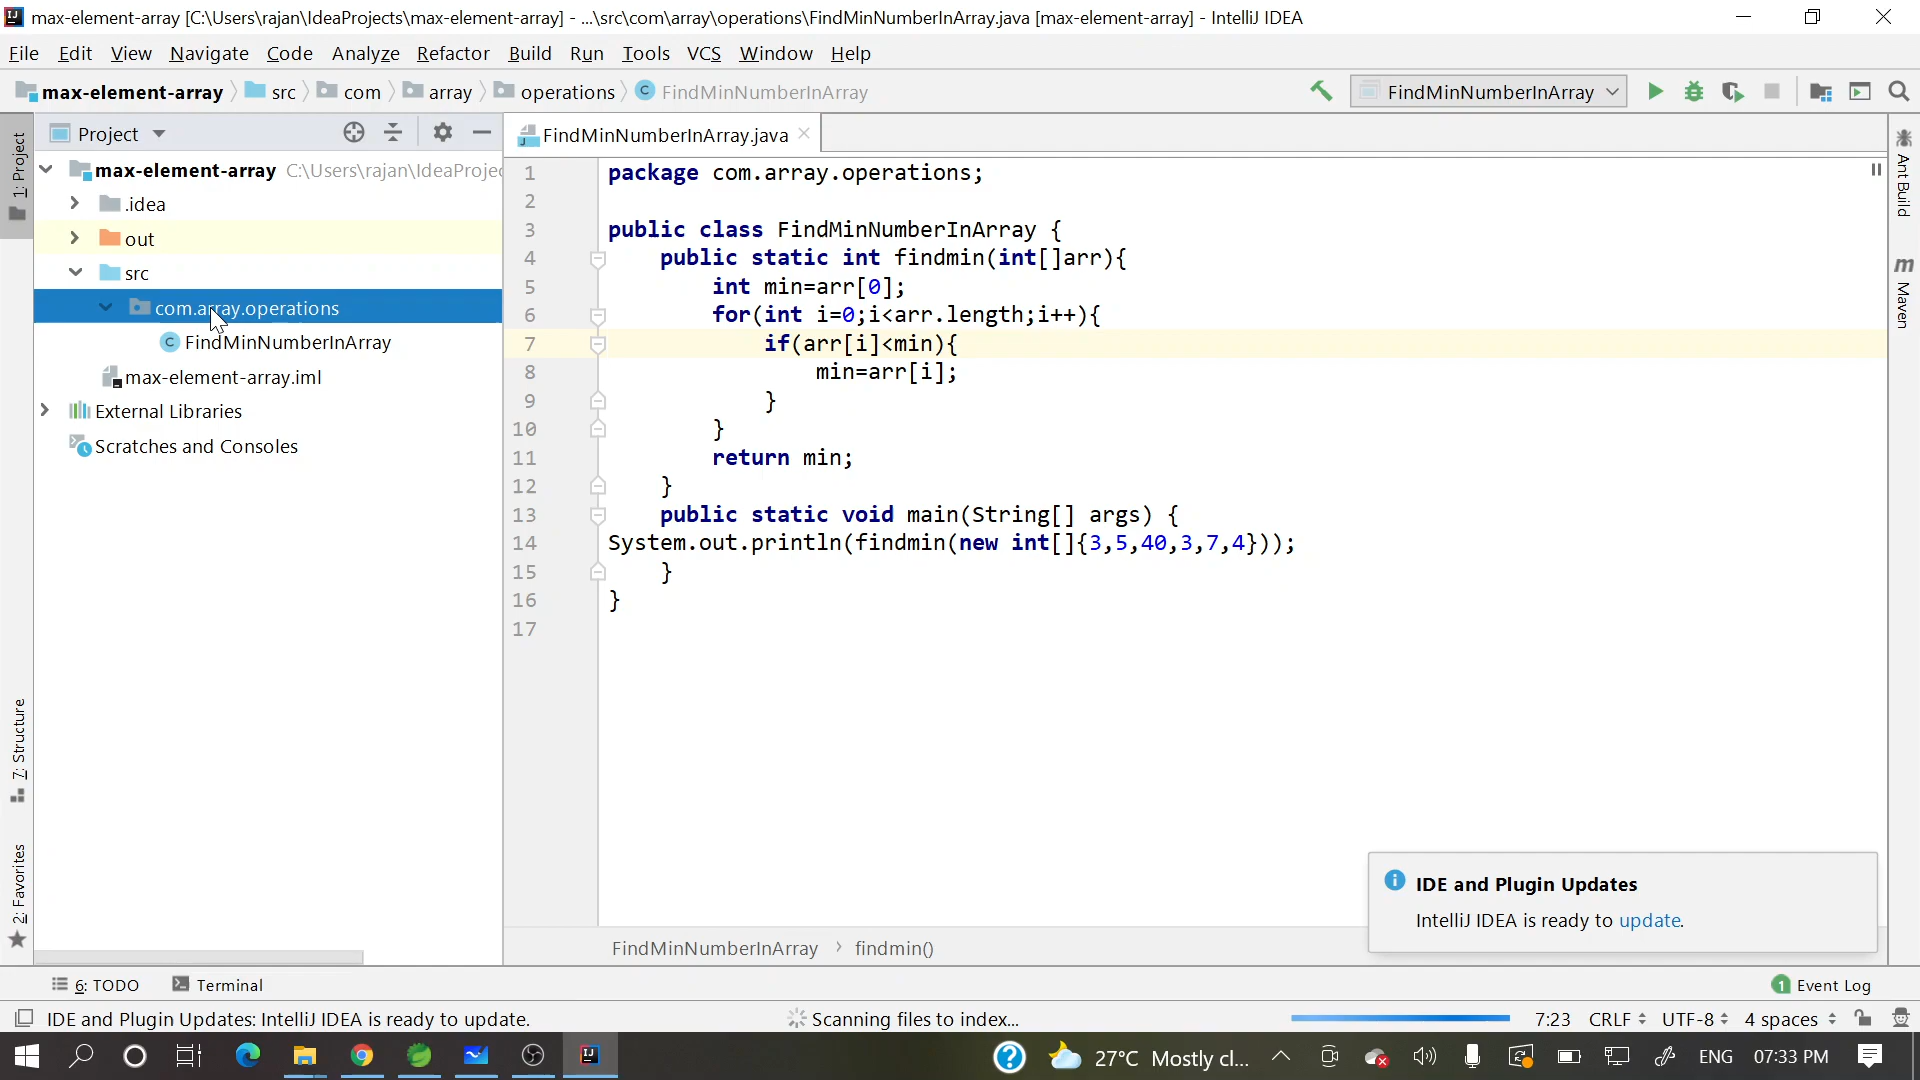 max-element-array [C:\Users\rajan\IdeaProjects\max-element-array] - ...\src\com\array\operations\FindMinNumberInArray.java [max-element-array] - IntelliJ IDEA
File Edit View Navigate Code Analyze Refactor Build Run Tools VCS Window Help
max-element-array src com array operations C FindMinNumberInArray FindMinNumberInArray
1: Project
7: Structure
2: Favorites
Project
max-element-array C:\Users\rajan\IdeaProjec
.idea
out
src
com.array.operations
C FindMinNumberInArray
max-element-array.iml
External Libraries
Scratches and Consoles
FindMinNumberInArray.java
1 package com.array.operations;
2
3 public class FindMinNumberInArray {
4     public static int findmin(int[]arr){
5         int min=arr[0];
6         for(int i=0;i<arr.length;i++){
7             if(arr[i]<min){
8                 min=arr[i];
9             }
10         }
11         return min;
12     }
13     public static void main(String[] args) {
14 System.out.println(findmin(new int[]{3,5,40,3,7,4}));
15     }
16 }
17
FindMinNumberInArray › findmin()
Ant Build
m Maven
IDE and Plugin Updates
IntelliJ IDEA is ready to update.
6: TODO Terminal 1 Event Log
IDE and Plugin Updates: IntelliJ IDEA is ready to update. Scanning files to index... 7:23 CRLF UTF-8 4 spaces
27°C Mostly cl... ENG 07:33 PM